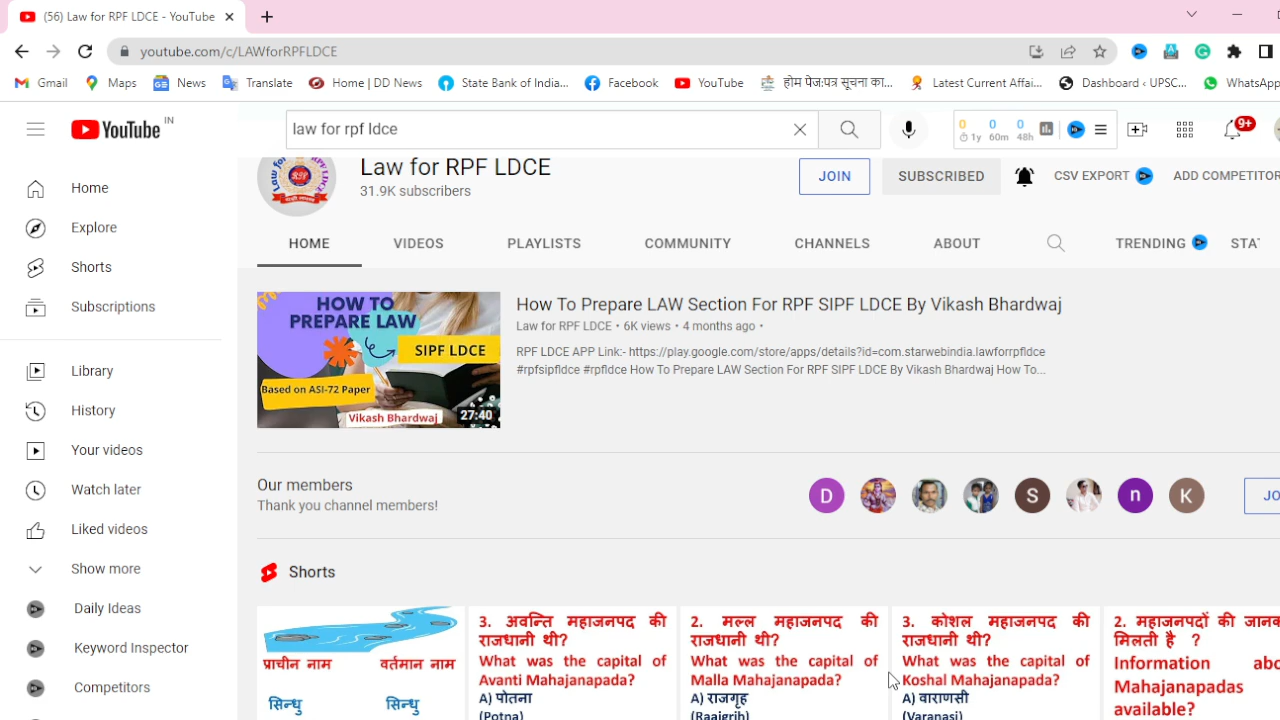 (56) Law for RPF LDCE - YouTube
youtube.com/c/LAWforRPFLDCE
Gmail Maps News Translate Home | DD News State Bank of India... Facebook YouTube होम पेज:पत्र सूचना का... Latest Current Affai... Dashboard ‹ UPSC... WhatsApp
YouTube IN
law for rpf ldce
0 0 0
1y 60m 48h
9+
Home
Explore
Shorts
Subscriptions
Library
History
Your videos
Watch later
Liked videos
Show more
Daily Ideas
Keyword Inspector
Competitors
Law for RPF LDCE
31.9K subscribers
JOIN SUBSCRIBED CSV EXPORT ADD COMPETITOR
HOME VIDEOS PLAYLISTS COMMUNITY CHANNELS ABOUT TRENDING STAT
HOW TO
PREPARE LAW
SIPF LDCE
Based on ASI-72 Paper
Vikash Bhardwaj
27:40
How To Prepare LAW Section For RPF SIPF LDCE By Vikash Bhardwaj
Law for RPF LDCE • 6K views • 4 months ago •
RPF LDCE APP Link:- https://play.google.com/store/apps/details?id=com.starwebindia.lawforrpfldce
#rpfsipfldce #rpfldce How To Prepare LAW Section For RPF SIPF LDCE By Vikash Bhardwaj How To...
Our members
Thank you channel members!
D S n K
JO
Shorts
प्राचीन नाम वर्तमान नाम
सिन्धु सिन्धु
3. अवन्ति महाजनपद की
राजधानी थी?
What was the capital of
Avanti Mahajanapada?
A) पोतना
(Potna)
2. मल्ल महाजनपद की
राजधानी थी?
What was the capital of
Malla Mahajanapada?
A) राजगृह
(Raajgrih)
3. कोशल महाजनपद की
राजधानी थी?
What was the capital of
Koshal Mahajanapada?
A) वाराणसी
(Varanasi)
2. महाजनपदों की
मिलती है ?
Information
Mahajanapadas
available?